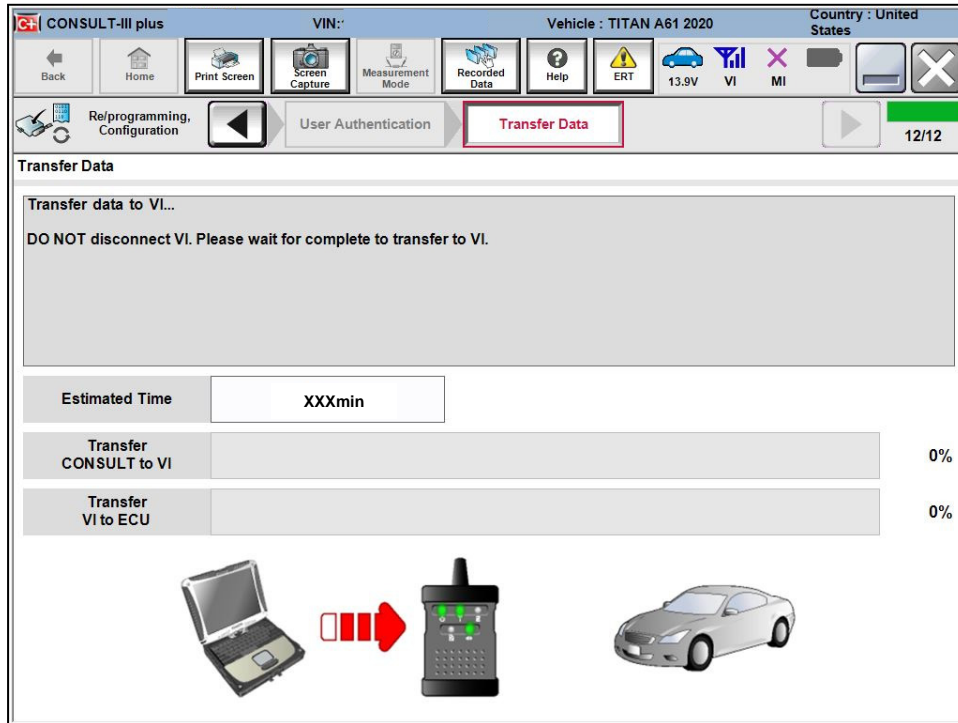 C+ CONSULT-III plus
VIN:
Vehicle : TITAN A61 2020
Country : United
States
Back
Home
Print Screen
Screen
Capture
Measurement
Mode
Recorded
Data
Help
ERT
13.9V
VI
MI
Re/programming,
Configuration
User Authentication
Transfer Data
12/12
Transfer Data
Transfer data to VI...
DO NOT disconnect VI. Please wait for complete to transfer to VI.
Estimated Time
XXXmin
Transfer
CONSULT to VI
0%
Transfer
VI to ECU
0%